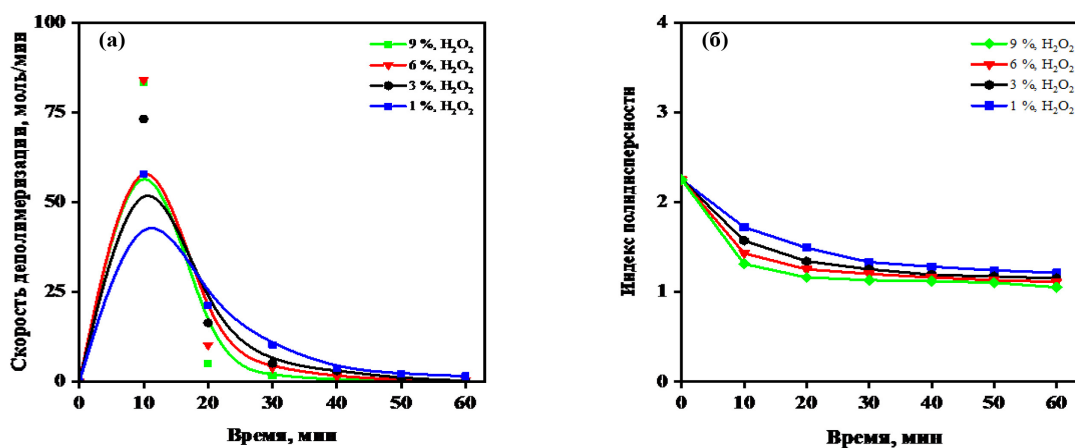 (а)
9 %, H₂O₂
6 %, H₂O₂
3 %, H₂O₂
1 %, H₂O₂
Скорость деполимеризации, моль/мин
100
75
50
25
0
0 10 20 30 40 50 60
Время, мин
(б)
9 %, H₂O₂
6 %, H₂O₂
3 %, H₂O₂
1 %, H₂O₂
Индекс полидисперсности
4
3
2
1
0
0 10 20 30 40 50 60
Время, мин